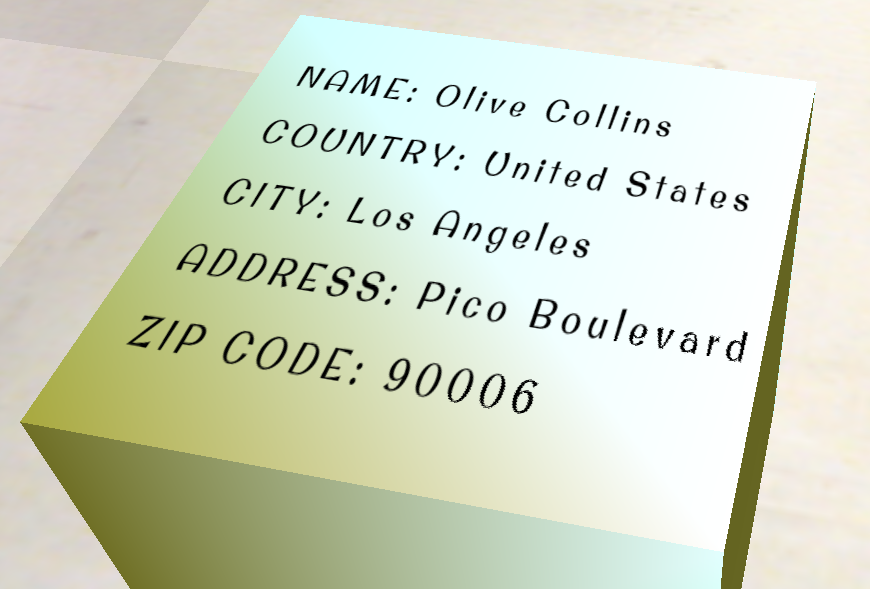 NAME: Olive Collins
COUNTRY: United States
CITY: Los Angeles
ADDRESS: Pico Boulevard
ZIP CODE: 90006